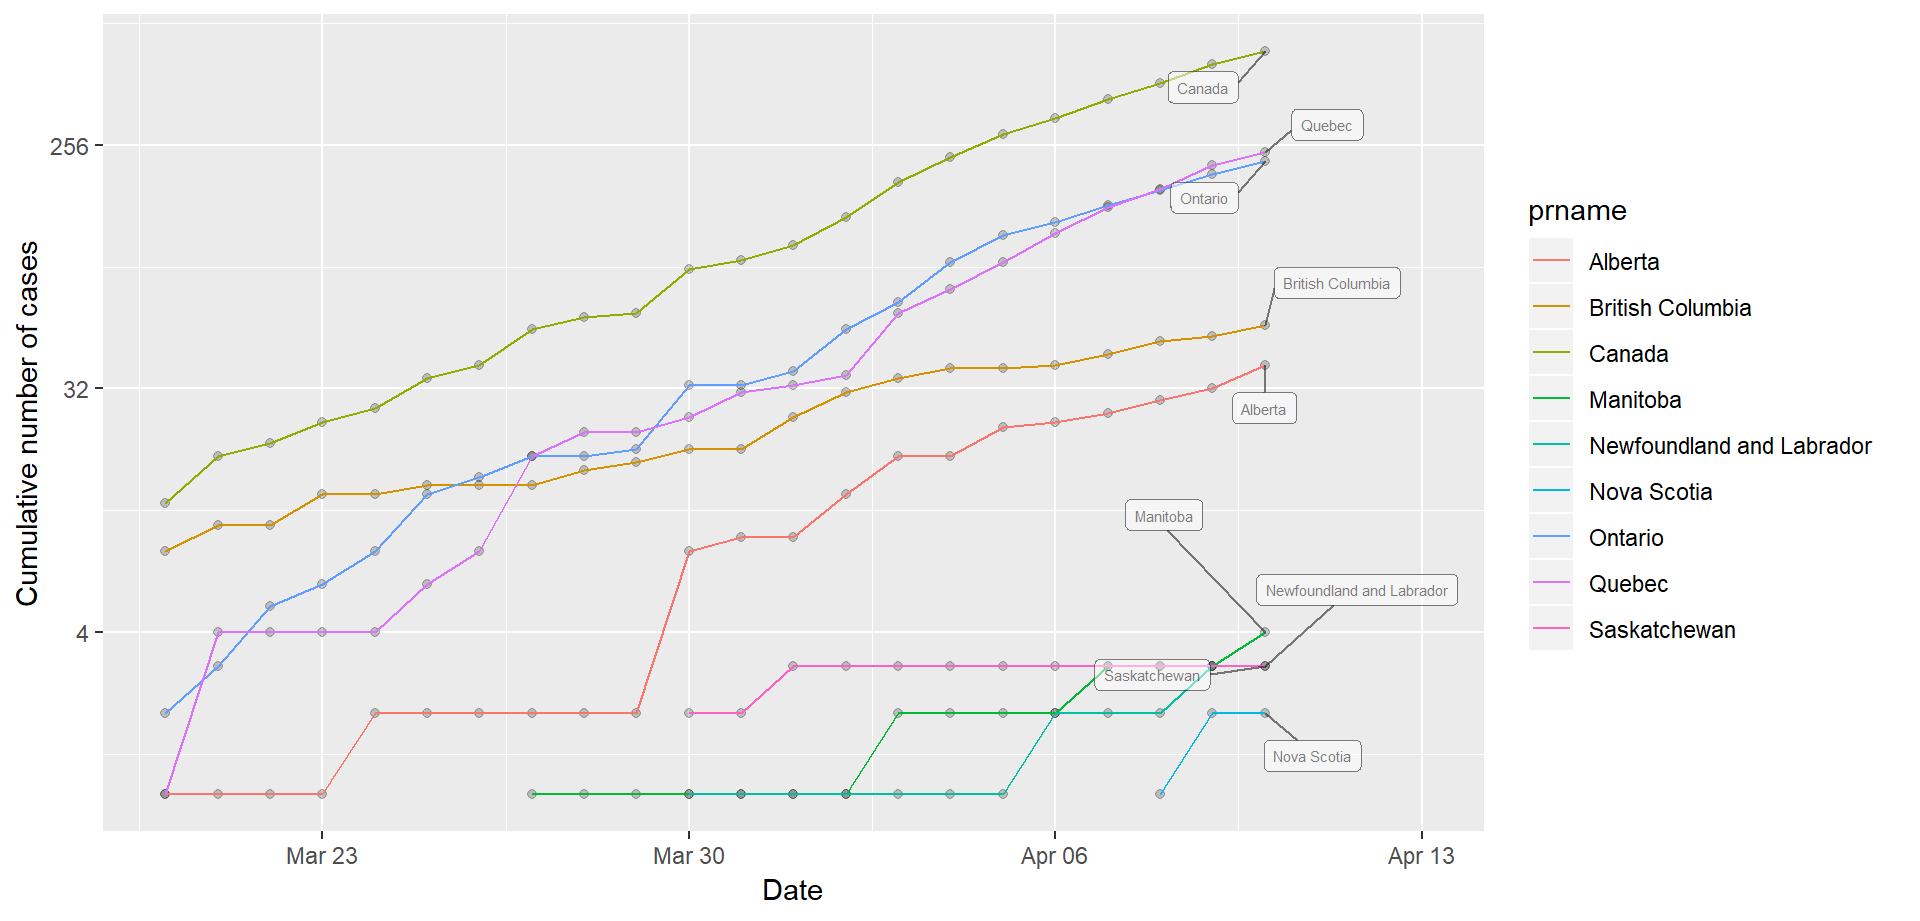 Cumulative number of cases
256
32
4
Canada
Quebec
Ontario
British Columbia
Alberta
Manitoba
Newfoundland and Labrador
Saskatchewan
Nova Scotia
Mar 23
Mar 30
Apr 06
Apr 13
Date
prname
Alberta
British Columbia
Canada
Manitoba
Newfoundland and Labrador
Nova Scotia
Ontario
Quebec
Saskatchewan